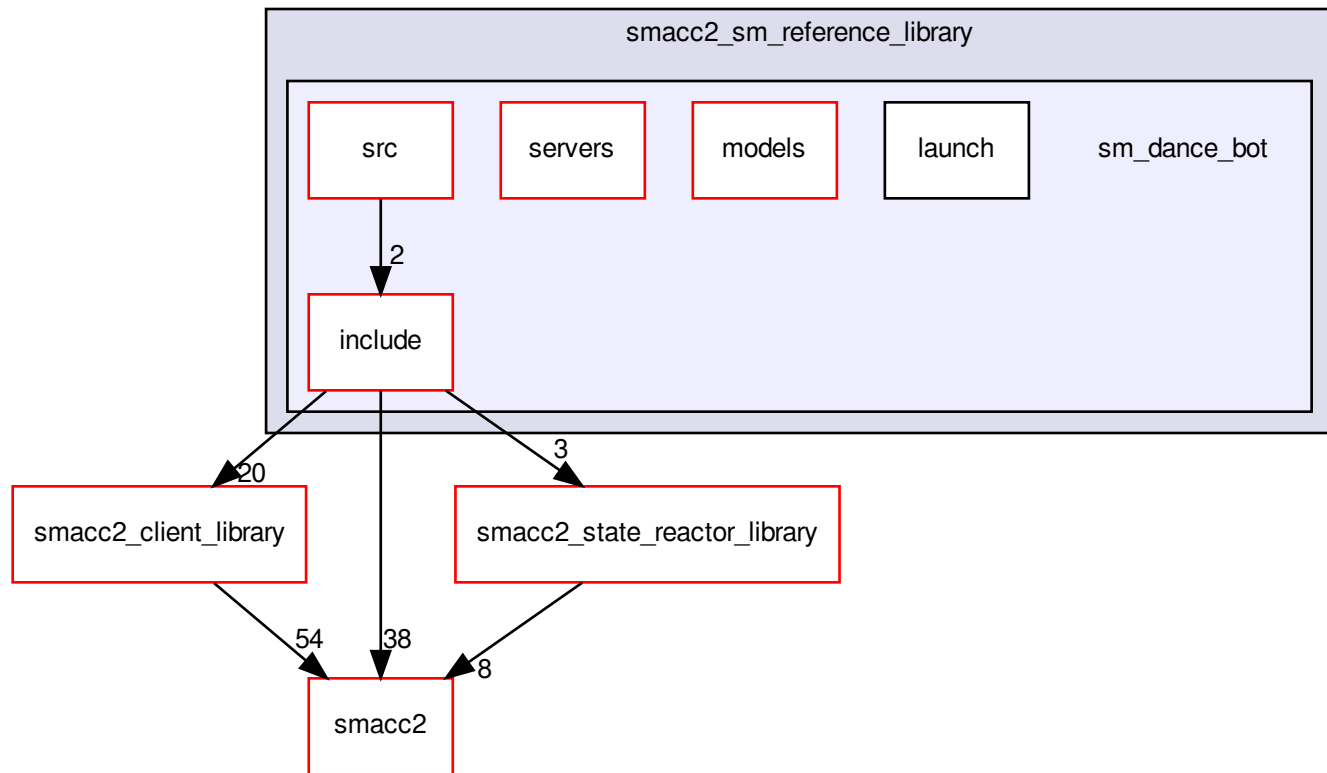 smacc2_sm_reference_library
src
servers
models
launch
sm_dance_bot
2
include
20
3
smacc2_client_library
smacc2_state_reactor_library
54
38
8
smacc2